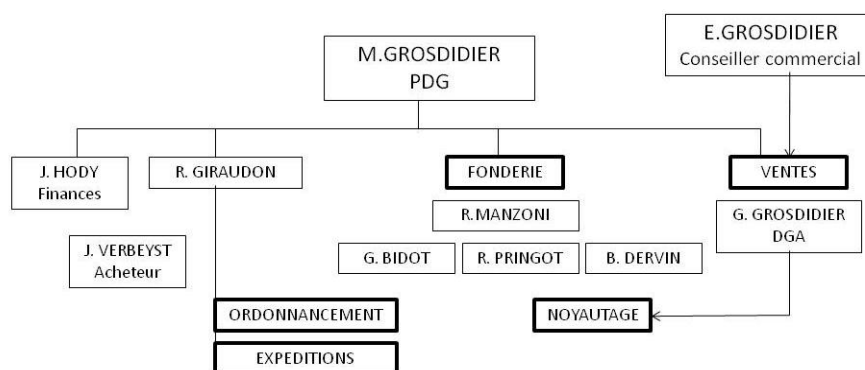 M.GROSDIDIER
PDG
E.GROSDIDIER
Conseiller commercial
J. HODY
Finances
R. GIRAUDON
FONDERIE
VENTES
R.MANZONI
G. GROSDIDIER
DGA
J. VERBEYST
Acheteur
G. BIDOT
R. PRINGOT
B. DERVIN
ORDONNANCEMENT
NOYAUTAGE
EXPEDITIONS